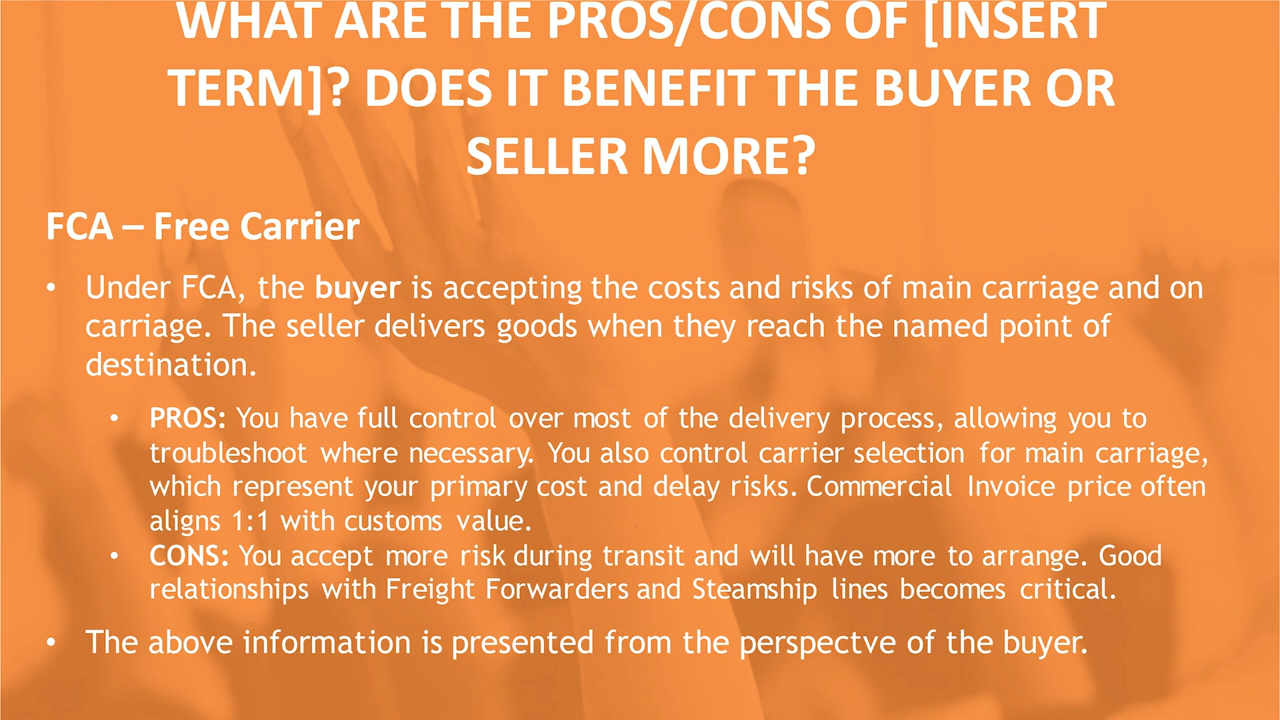 WHAT ARE THE PROS/CONS OF [INSERT
TERM]? DOES IT BENEFIT THE BUYER OR
SELLER MORE?
FCA – Free Carrier
• Under FCA, the buyer is accepting the costs and risks of main carriage and on
carriage. The seller delivers goods when they reach the named point of
destination.
• PROS: You have full control over most of the delivery process, allowing you to
troubleshoot where necessary. You also control carrier selection for main carriage,
which represent your primary cost and delay risks. Commercial Invoice price often
aligns 1:1 with customs value.
• CONS: You accept more risk during transit and will have more to arrange. Good
relationships with Freight Forwarders and Steamship lines becomes critical.
• The above information is presented from the perspectve of the buyer.